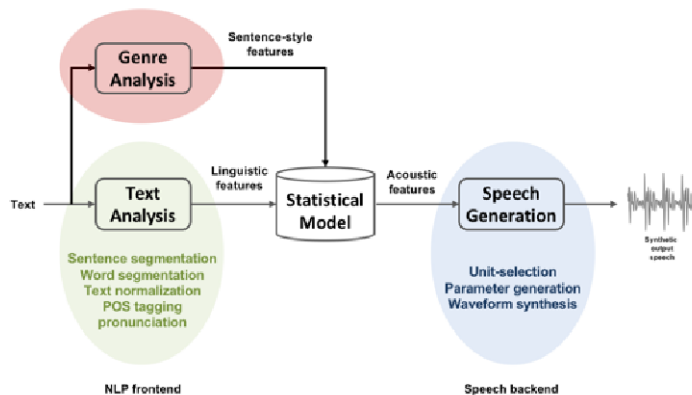 Sentence-style
features
Genre
Analysis
Linguistic
features
Acoustic
features
Text
Text
Analysis
Statistical
Model
Speech
Generation
Synthetic
output
speech
Sentence segmentation
Word segmentation
Text normalization
POS tagging
pronunciation
Unit-selection
Parameter generation
Waveform synthesis
NLP frontend
Speech backend